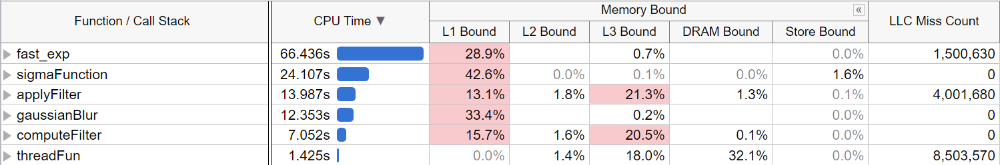 Function / Call Stack CPU Time ▼ Memory Bound « LLC Miss Count
L1 Bound L2 Bound L3 Bound DRAM Bound Store Bound
fast_exp 66.436s 28.9% 0.7% 0.0% 1,500,630
sigmaFunction 24.107s 42.6% 0.0% 0.1% 0.0% 1.6% 0
applyFilter 13.987s 13.1% 1.8% 21.3% 1.3% 0.1% 4,001,680
gaussianBlur 12.353s 33.4% 0.2% 0.0% 0
computeFilter 7.052s 15.7% 1.6% 20.5% 0.1% 0.0% 0
threadFun 1.425s 0.0% 1.4% 18.0% 32.1% 0.0% 8,503,570